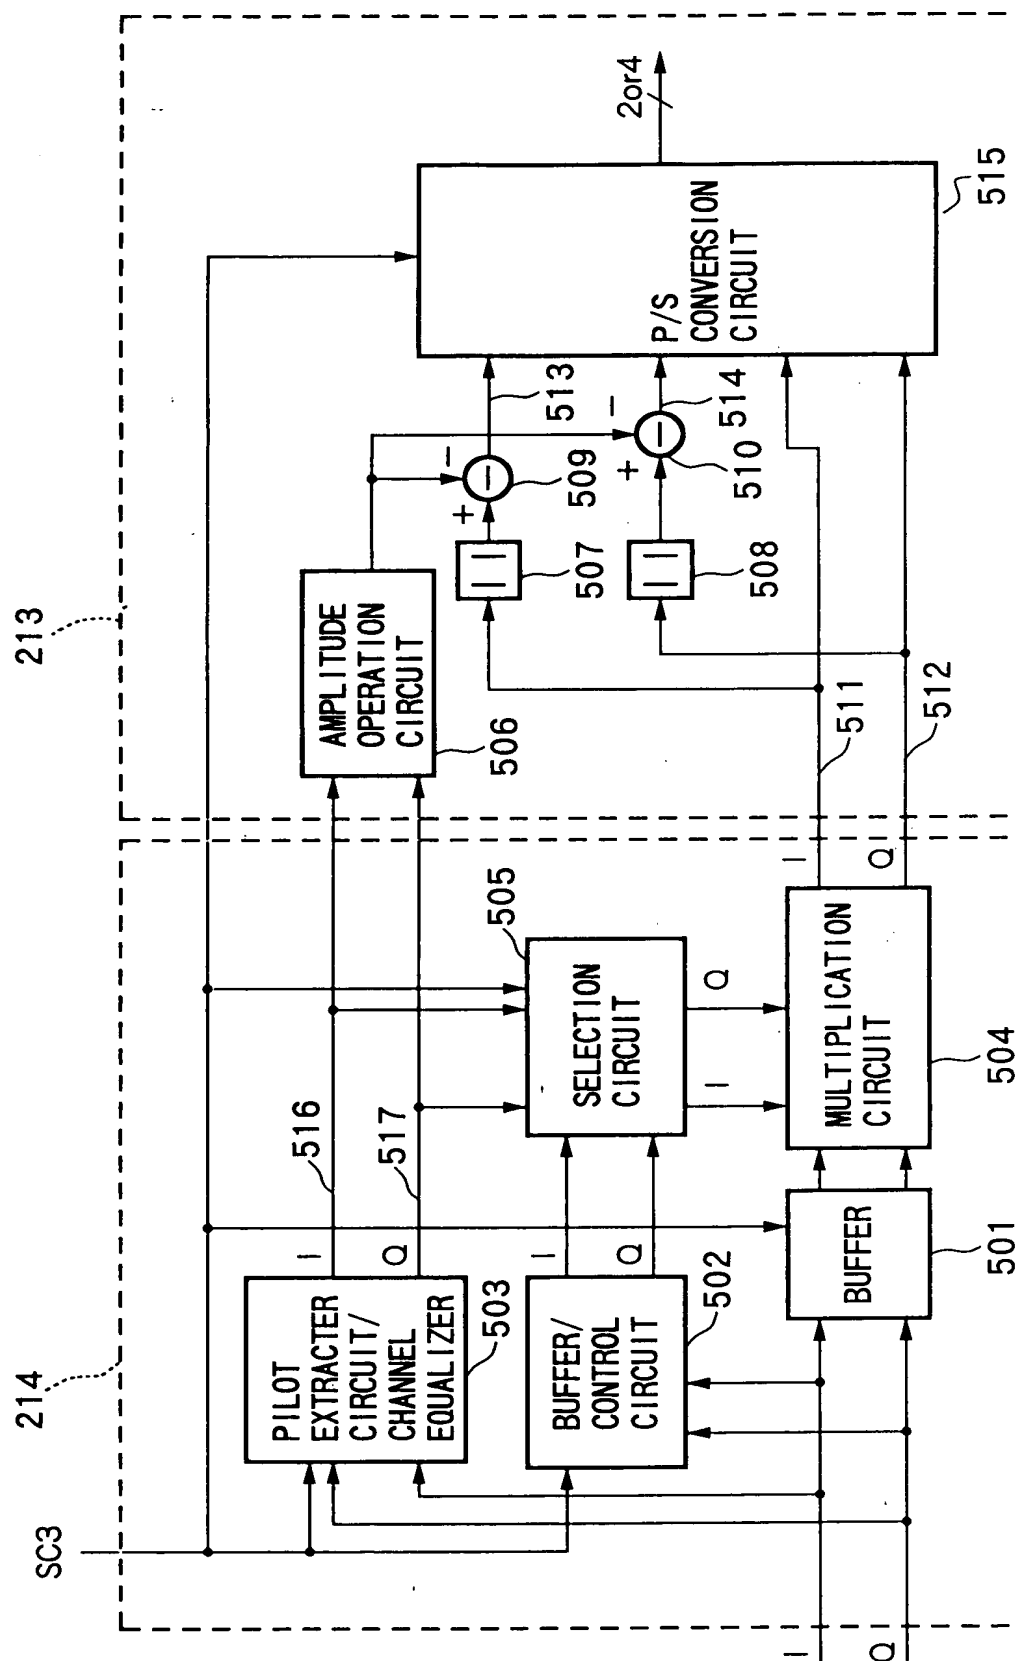 SC3
214
213
PILOT
EXTRACTER
CIRCUIT/
CHANNEL
EQUALIZER
503
I
Q
516
517
BUFFER/
CONTROL
CIRCUIT
502
I
Q
SELECTION
CIRCUIT
505
I
Q
BUFFER
501
MULTIPLICATION
CIRCUIT
504
I
Q
I
Q
511
512
AMPLITUDE
OPERATION
CIRCUIT
506
| |
507
| |
508
+
−
−
509
513
+
−
−
510
514
P/S
CONVERSION
CIRCUIT
515
2or4